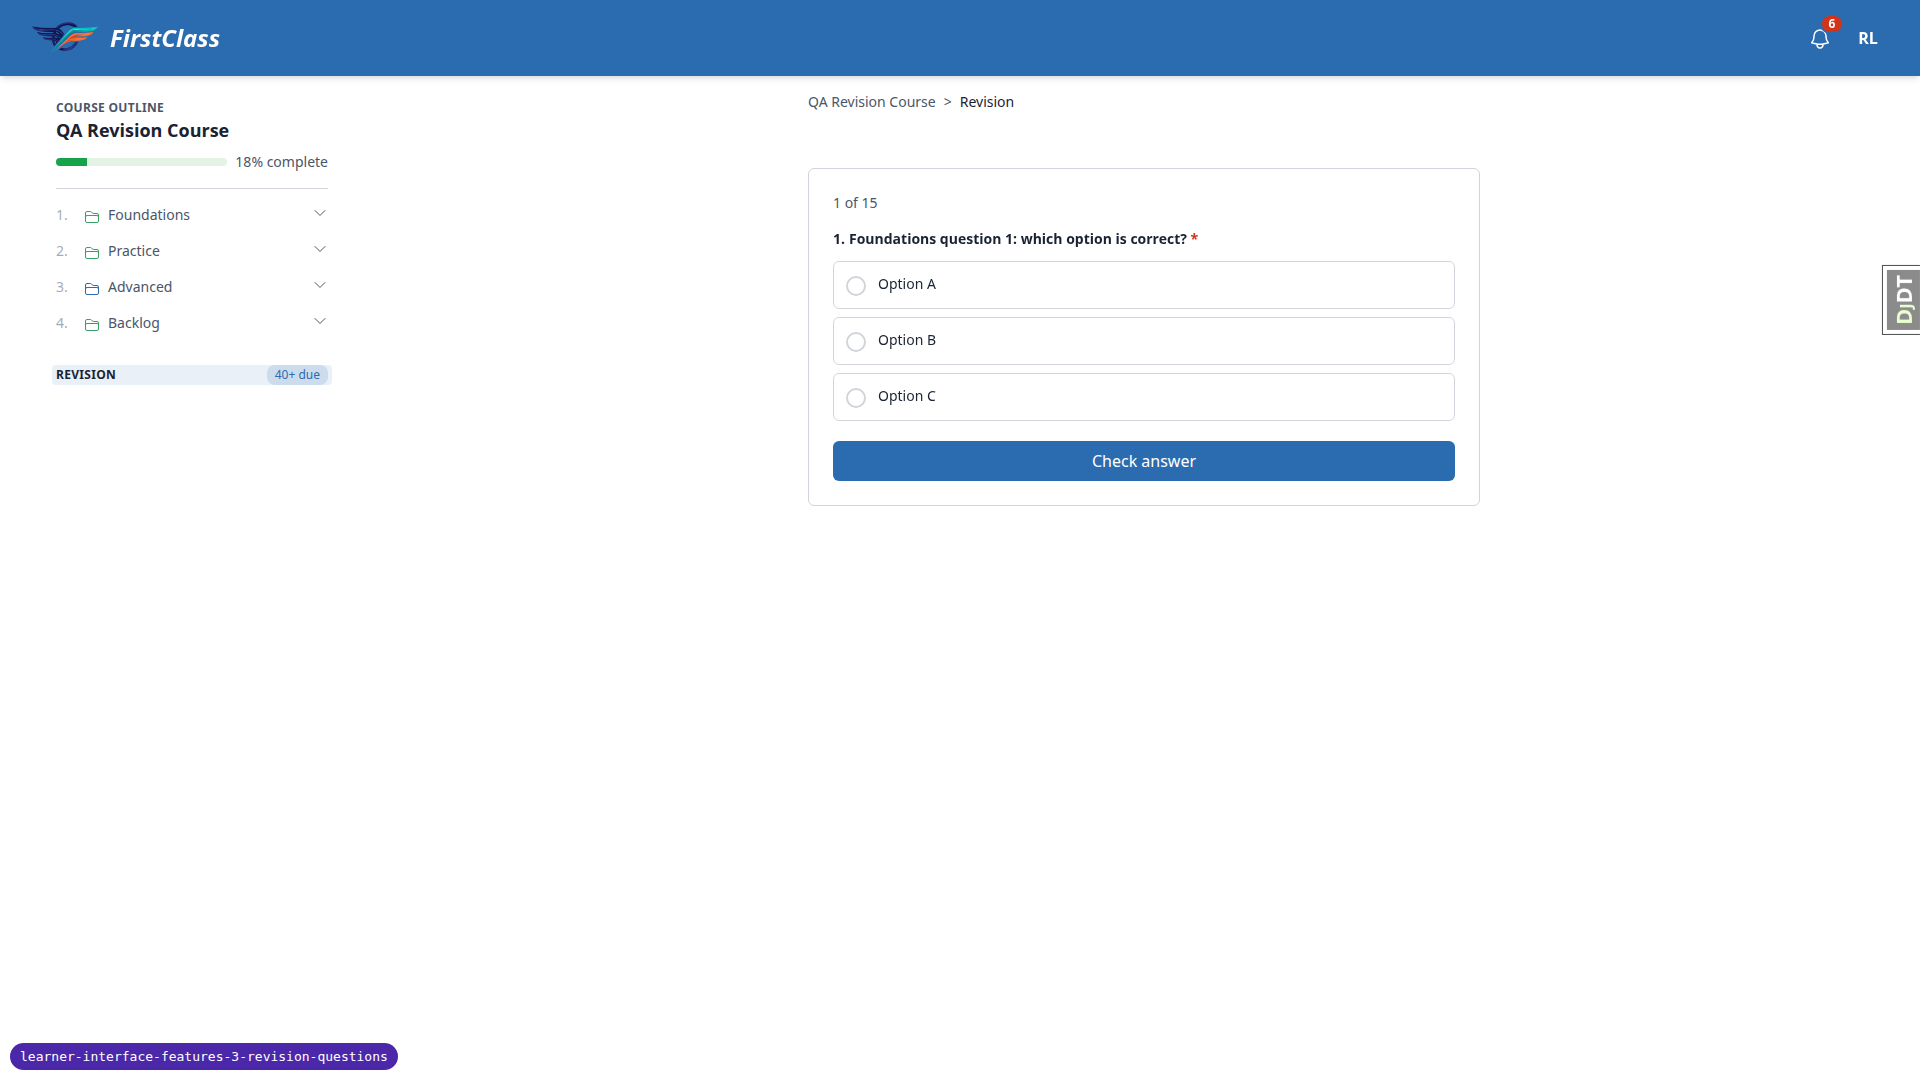 FirstClass
6
RL
COURSE OUTLINE
QA Revision Course
18% complete
1. Foundations
2. Practice
3. Advanced
4. Backlog
REVISION 40+ due
QA Revision Course > Revision
1 of 15
1. Foundations question 1: which option is correct? *
Option A
Option B
Option C
Check answer
DjDT
learner-interface-features-3-revision-questions